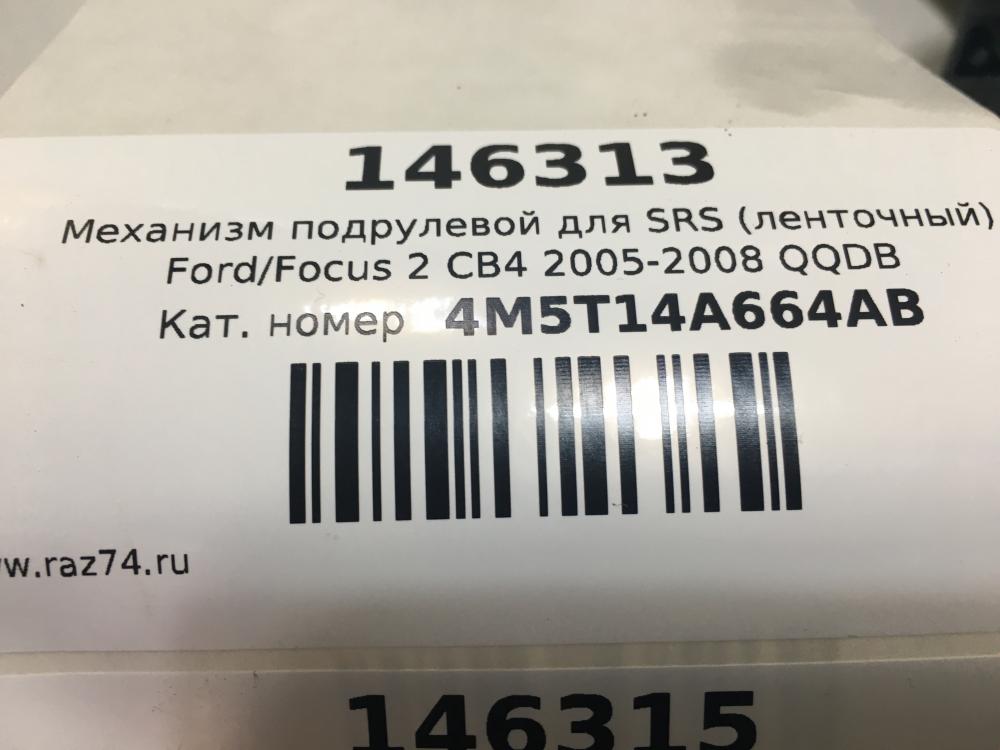 146313
Механизм подрулевой для SRS (ленточный)
Ford/Focus 2 CB4 2005-2008 QQDB
Кат. номер 4M5T14A664AB
w.raz74.ru
146315